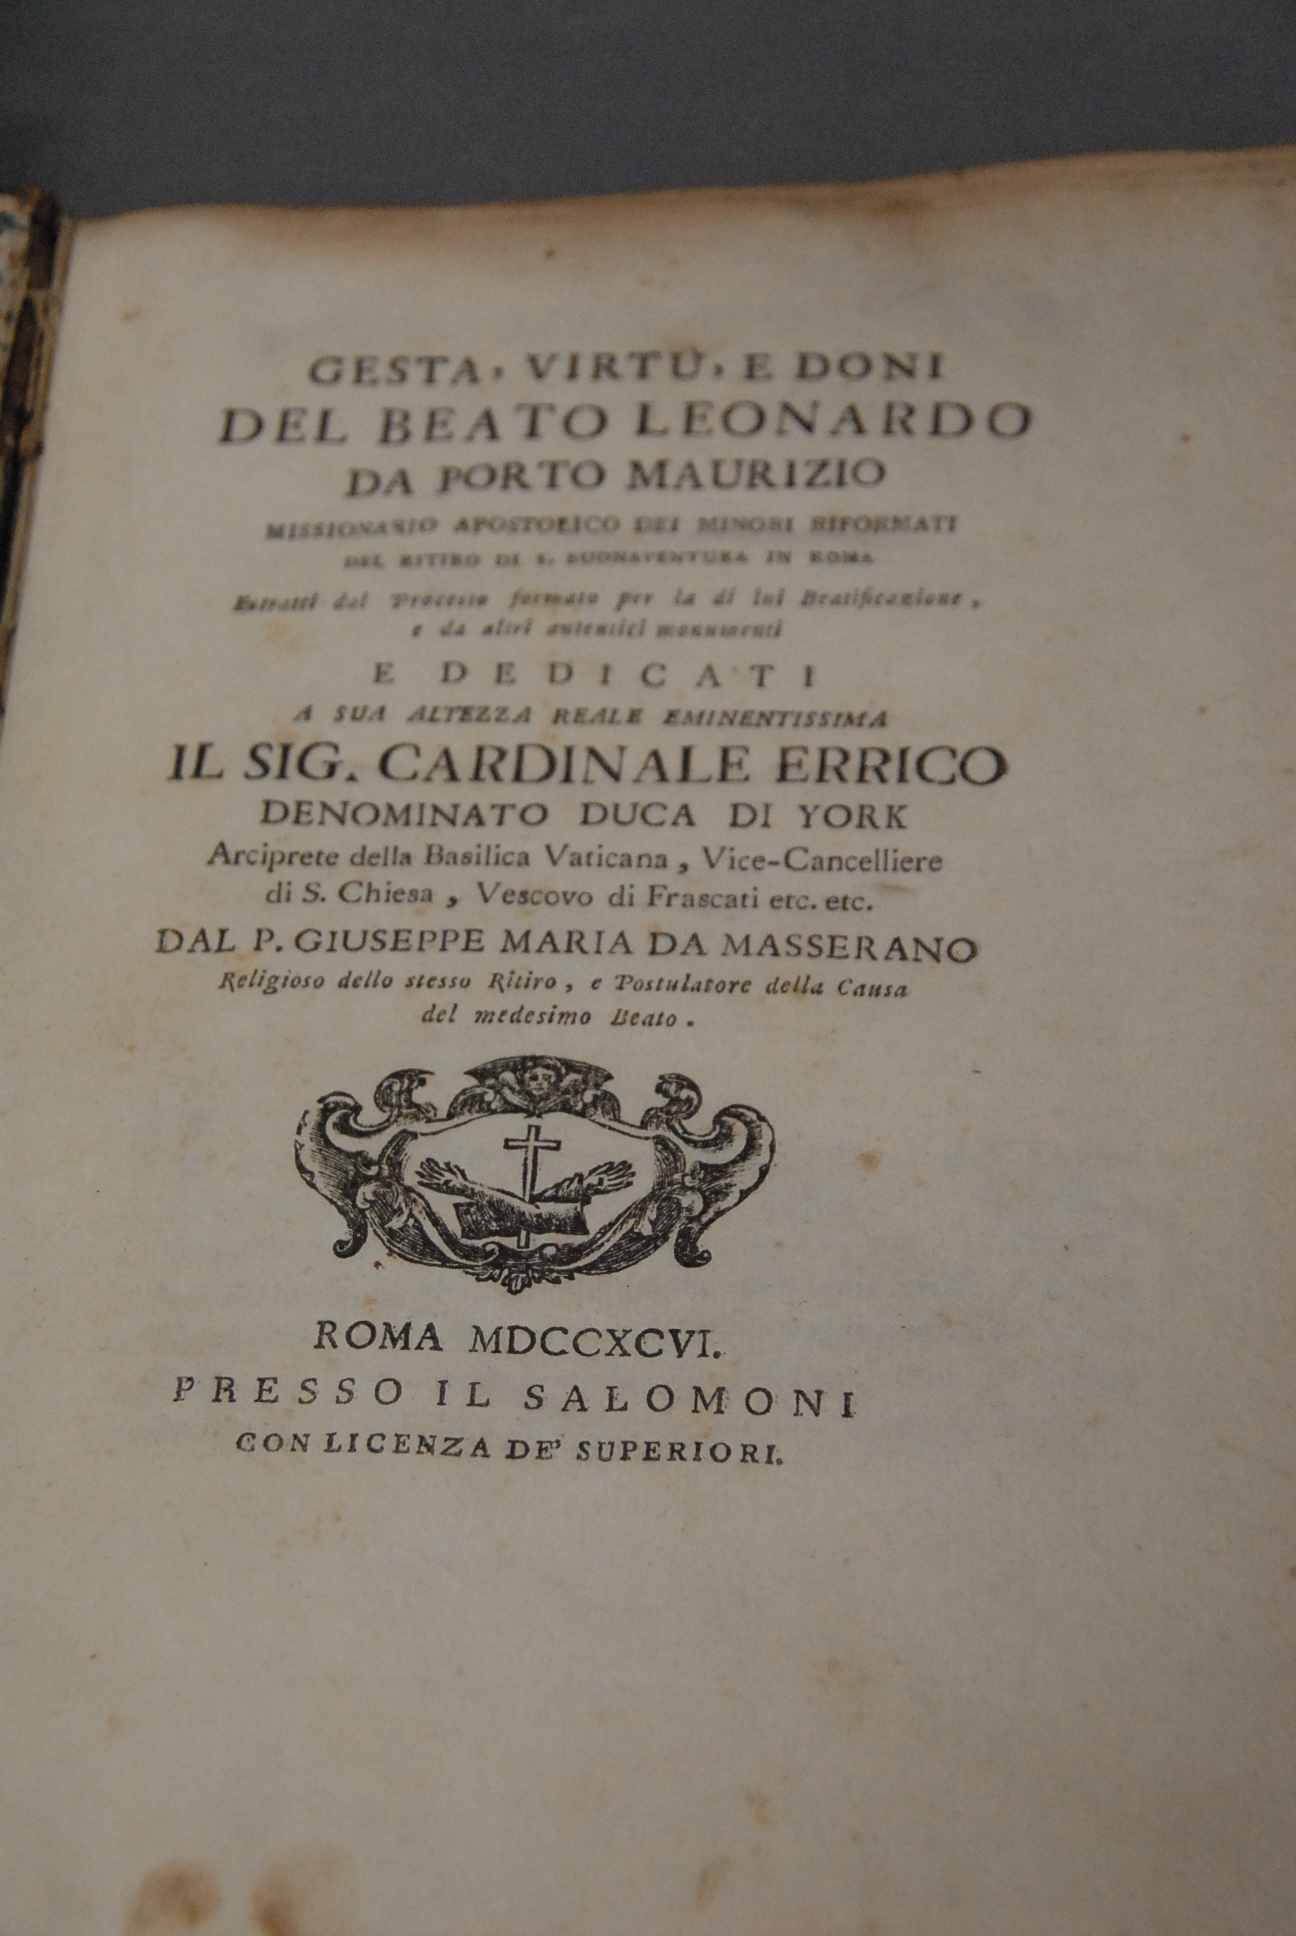 GESTA, VIRTÙ, E DONI
DEL BEATO LEONARDO
DA PORTO MAURIZIO
MISSIONARIO APOSTOLICO DEI MINORI RIFORMATI
DEL RITIRO DI S. BUONAVENTURA IN ROMA
Estratti dal Processo formato per la di lui Beatificazione,
e da altri autentici monumenti
E DEDICATI
A SUA ALTEZZA REALE EMINENTISSIMA
IL SIG. CARDINALE ERRICO
DENOMINATO DUCA DI YORK
Arciprete della Basilica Vaticana, Vice-Cancelliere
di S. Chiesa, Vescovo di Frascati etc. etc.
DAL P. GIUSEPPE MARIA DA MASSERANO
Religioso dello stesso Ritiro, e Postulatore della Causa
del medesimo Beato.
ROMA MDCCXCVI.
PRESSO IL SALOMONI
CON LICENZA DE' SUPERIORI.